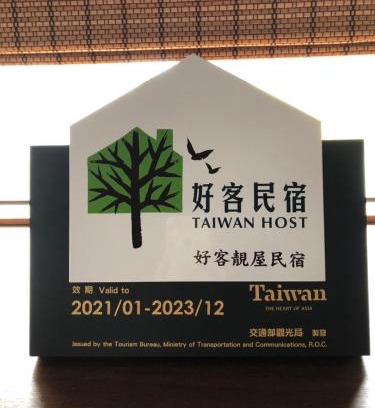 好客民宿
TAIWAN HOST
好客靚屋民宿
效期 Valid to
2021/01-2023/12
Taiwan
THE HEART OF ASIA
交通部觀光局 製發
Issued by the Tourism Bureau, Ministry of Transportation and Communications, R.O.C.